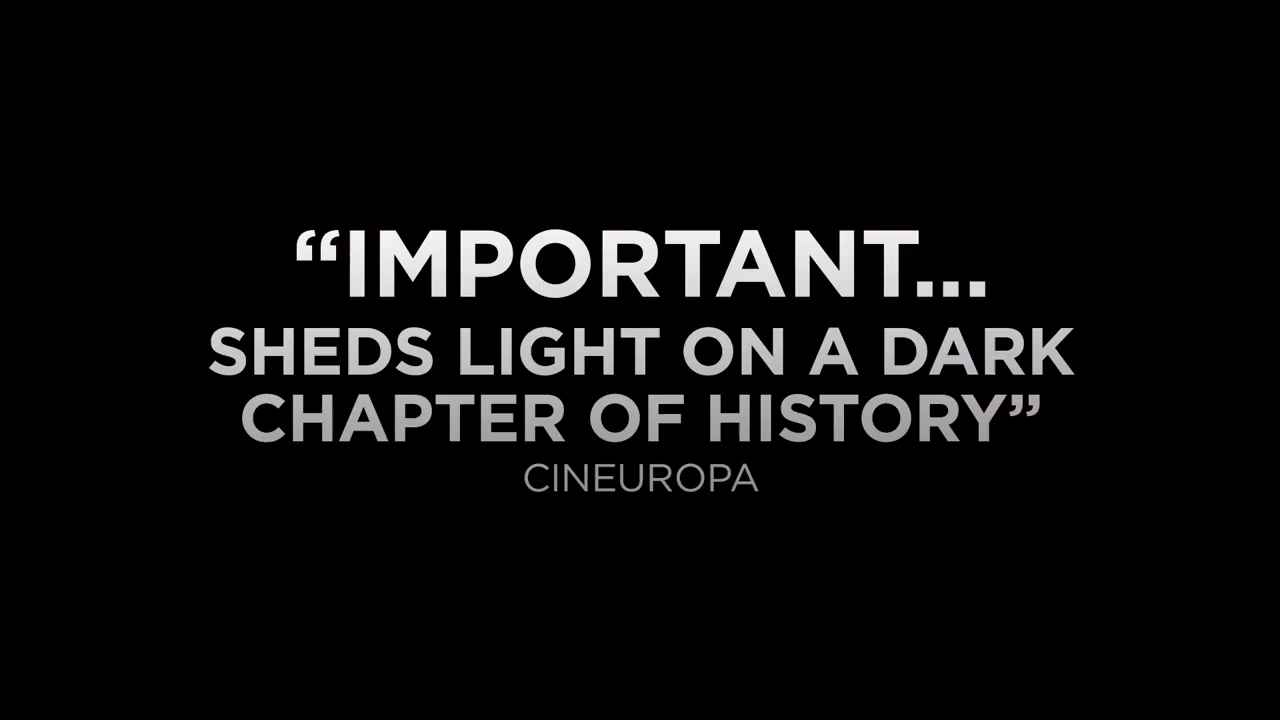 “IMPORTANT...
SHEDS LIGHT ON A DARK
CHAPTER OF HISTORY”
CINEUROPA